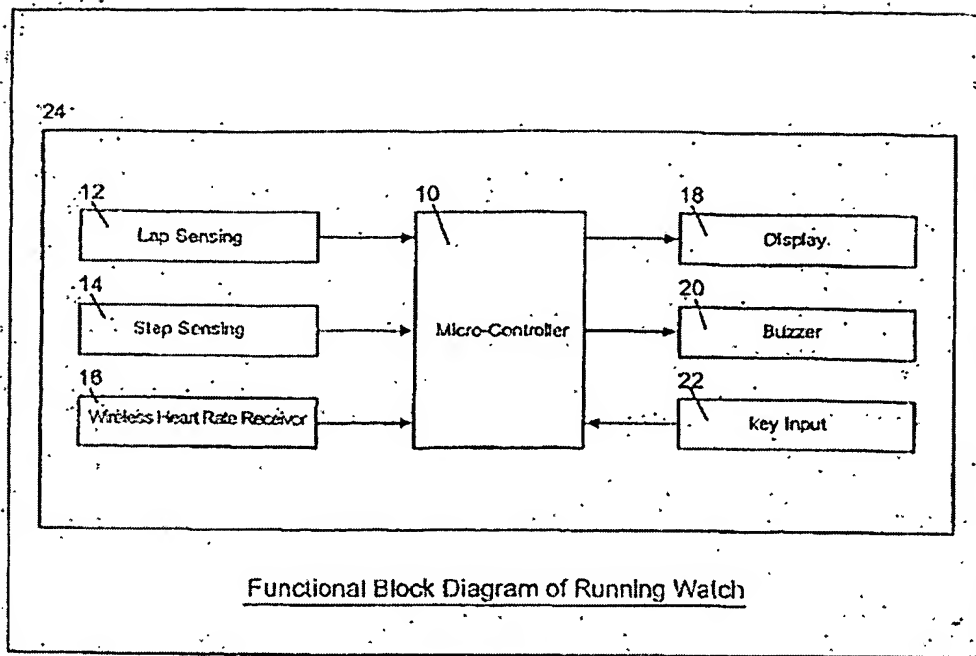 24
12
Lap Sensing
14
Step Sensing
16
Wireless Heart Rate Receivor
10
Micro-Controller
18
Display
20
Buzzer
22
Key Input
Functional Block Diagram of Running Watch